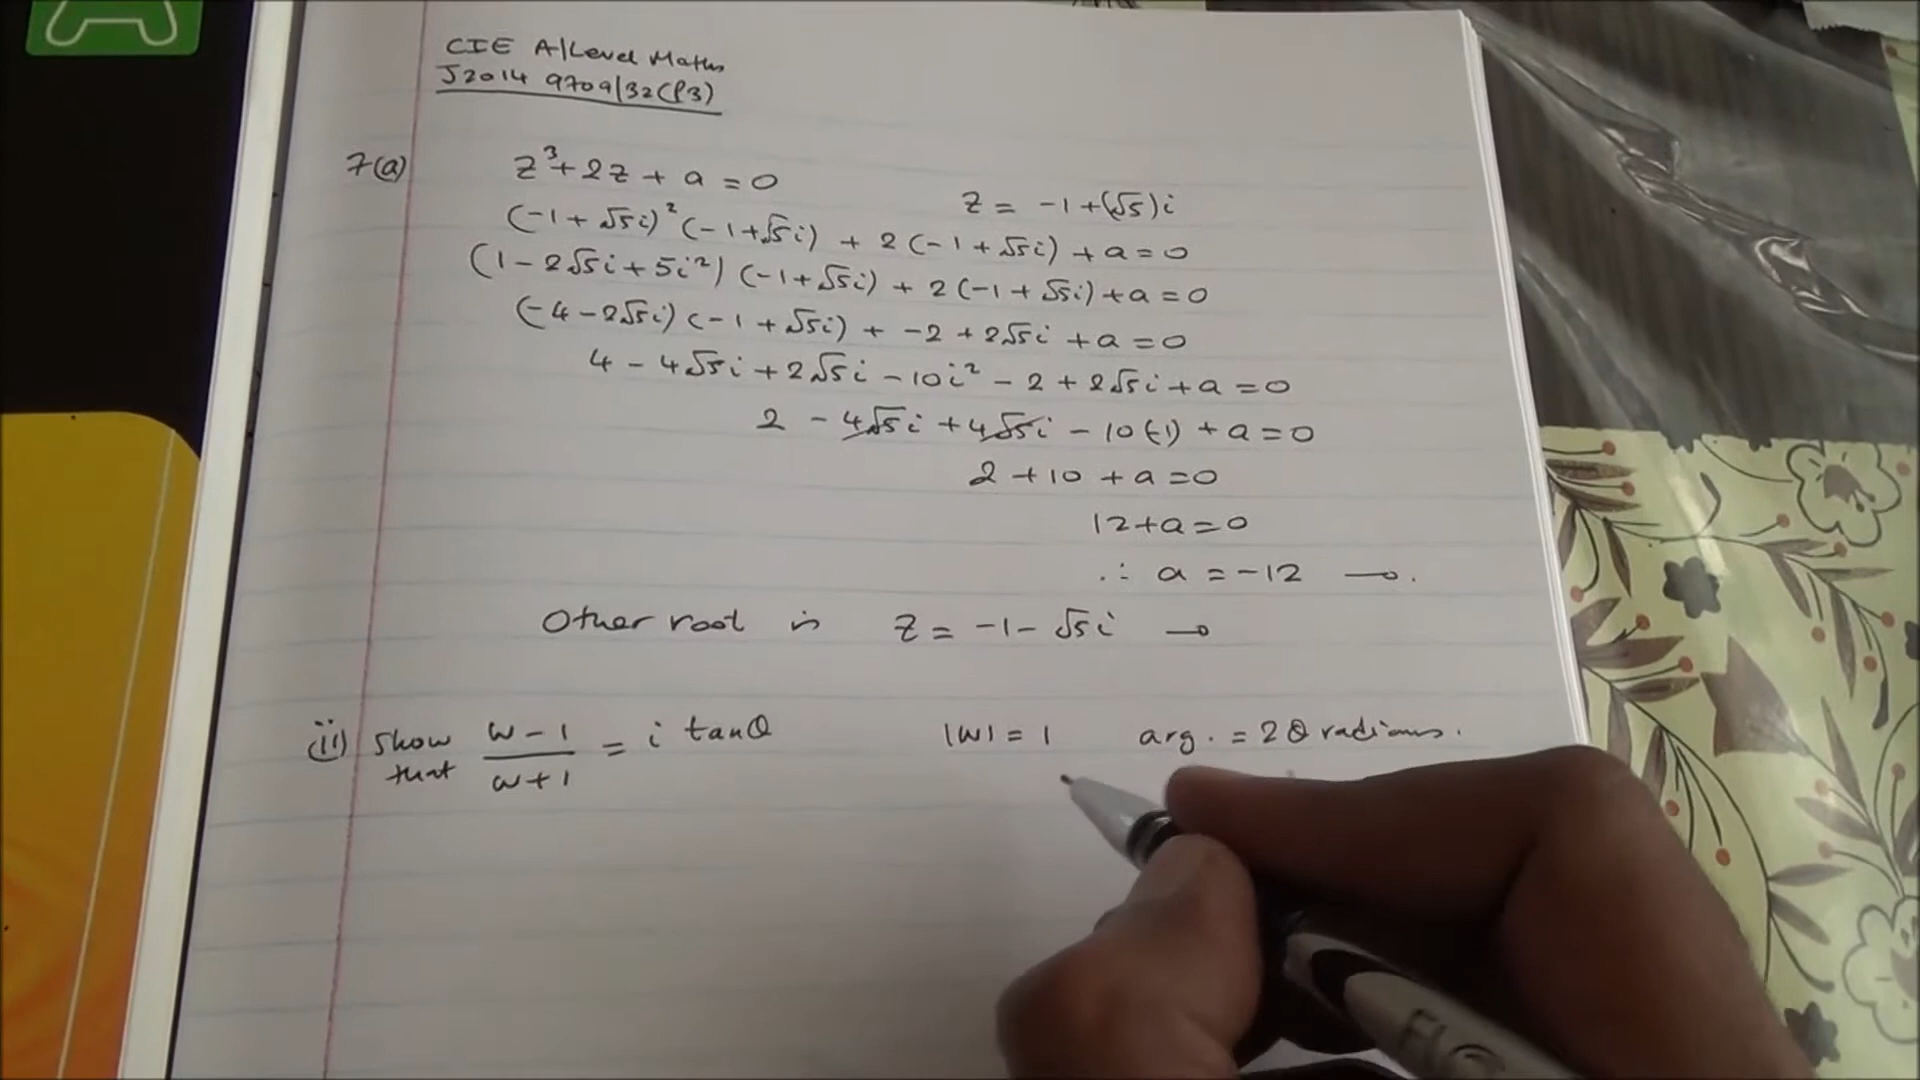 CIE A/Level Maths
J2014 9709/32(P3)
7(a) z³ + 2z + a = 0
z = -1+(√5)i
(-1 + √5i)² (-1+√5i) + 2(-1+√5i) + a = 0
(1 - 2√5i + 5i²) (-1+√5i) + 2(-1+√5i) + a = 0
(-4 - 2√5i) (-1 + √5i) + -2 + 2√5i + a = 0
4 - 4√5i + 2√5i - 10i² - 2 + 2√5i + a = 0
2 - 4√5i + 4√5i - 10(-1) + a = 0
2 + 10 + a = 0
12 + a = 0
∴ a = -12
Other root is z = -1 - √5i
(ii) Show that (w - 1)/(w + 1) = i tanθ |w| = 1 arg. = 2θ radians.